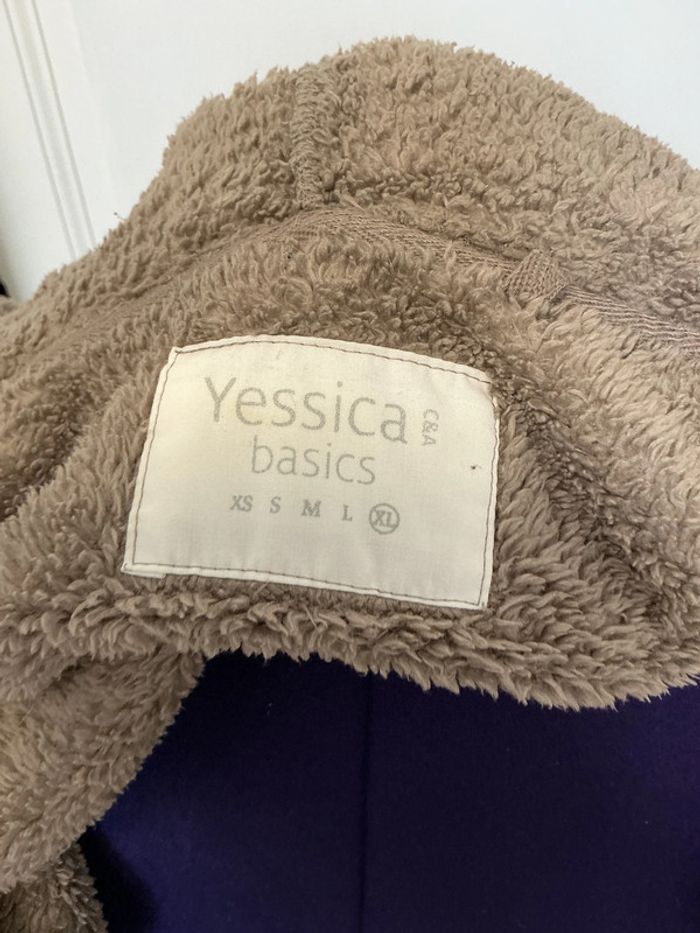 Yessica
C&A
basics
XS S M L XL